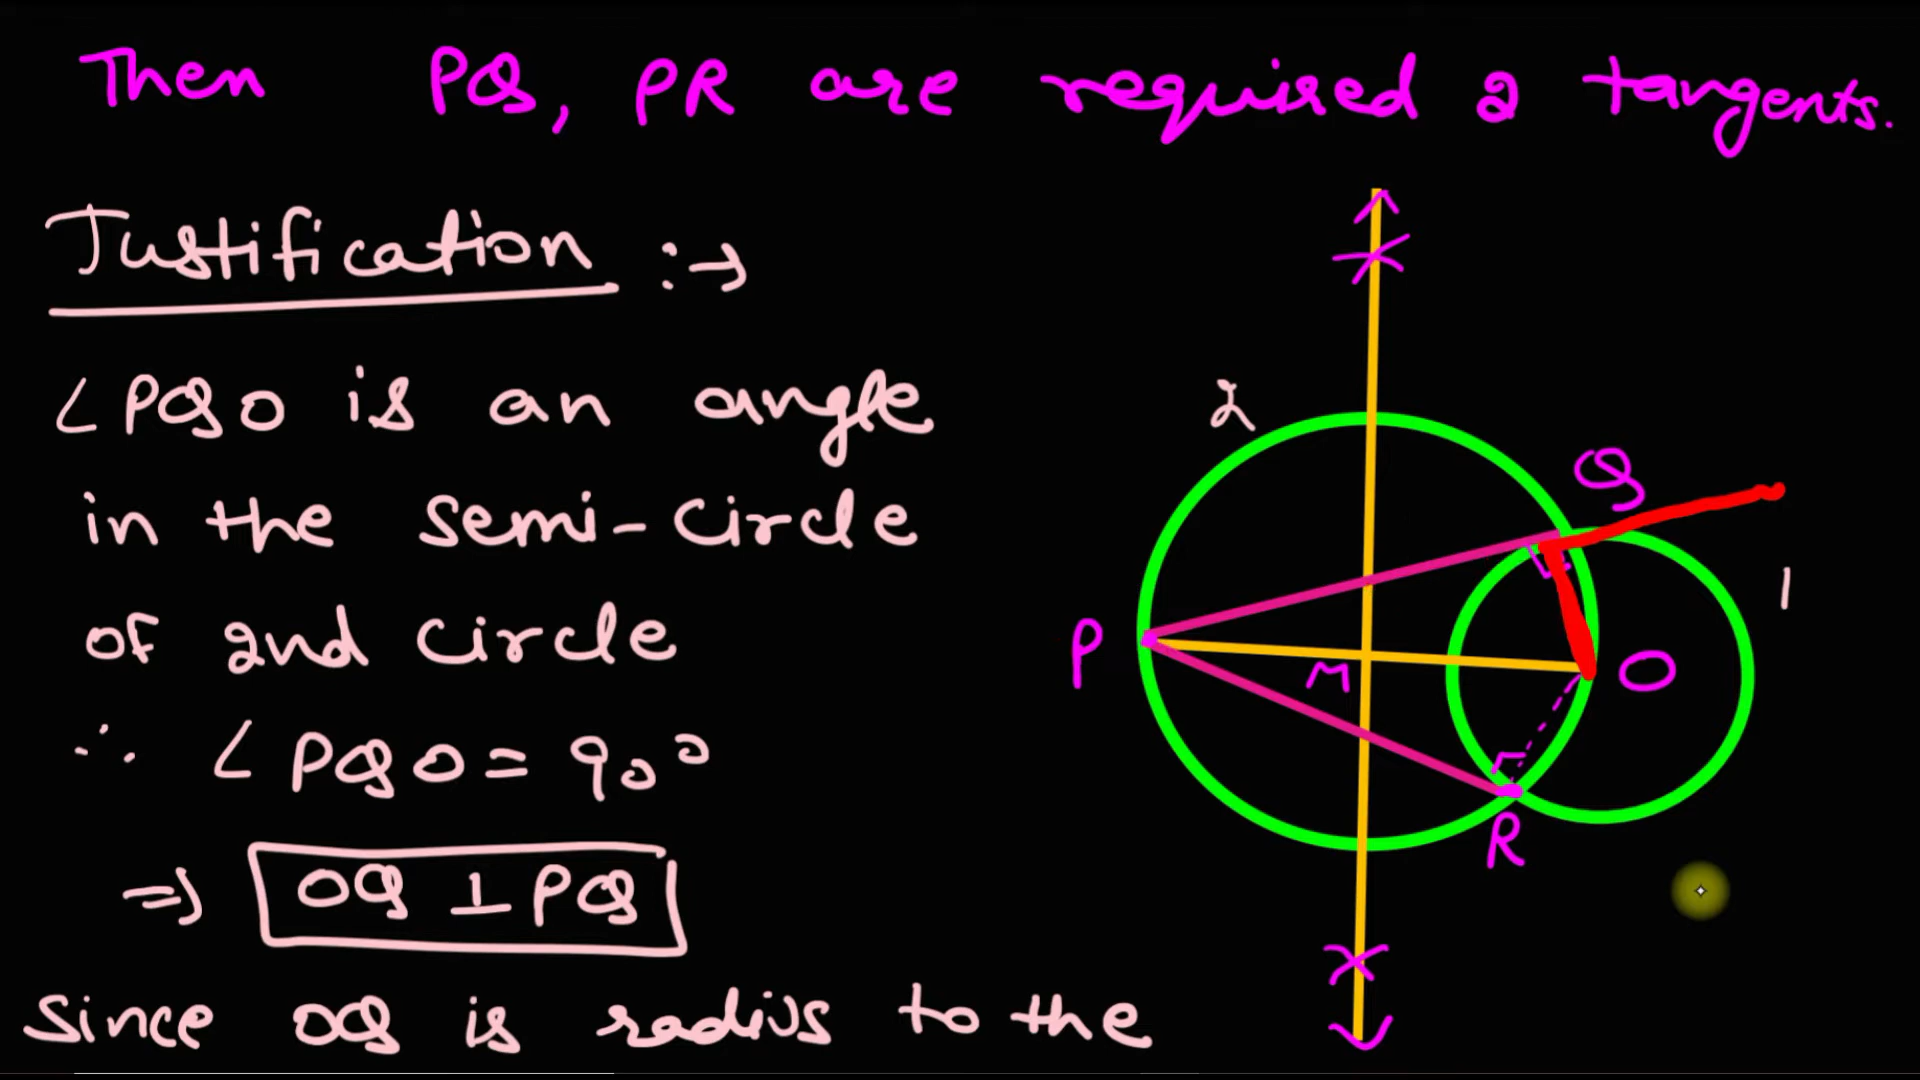 Then PQ, PR are required 2 tangents.
Justification :→
∠PQO is an angle
in the semi-circle
of 2nd circle
∴ ∠PQO = 90°
⇒ OQ ⊥ PQ
Since OQ is radius to the
2
Q
1
P
M
O
R